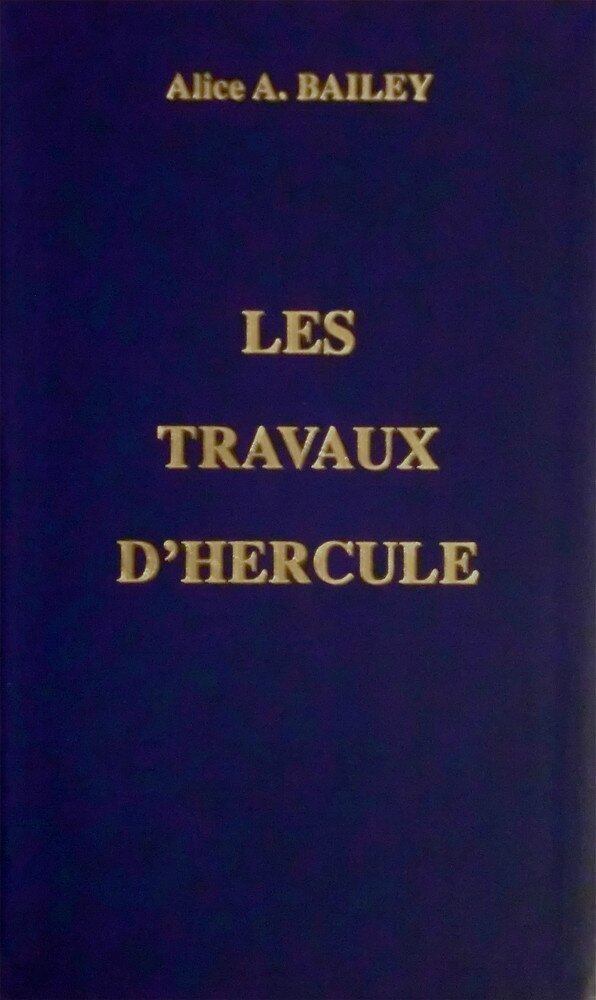 Alice A. BAILEY
LES
TRAVAUX
D'HERCULE